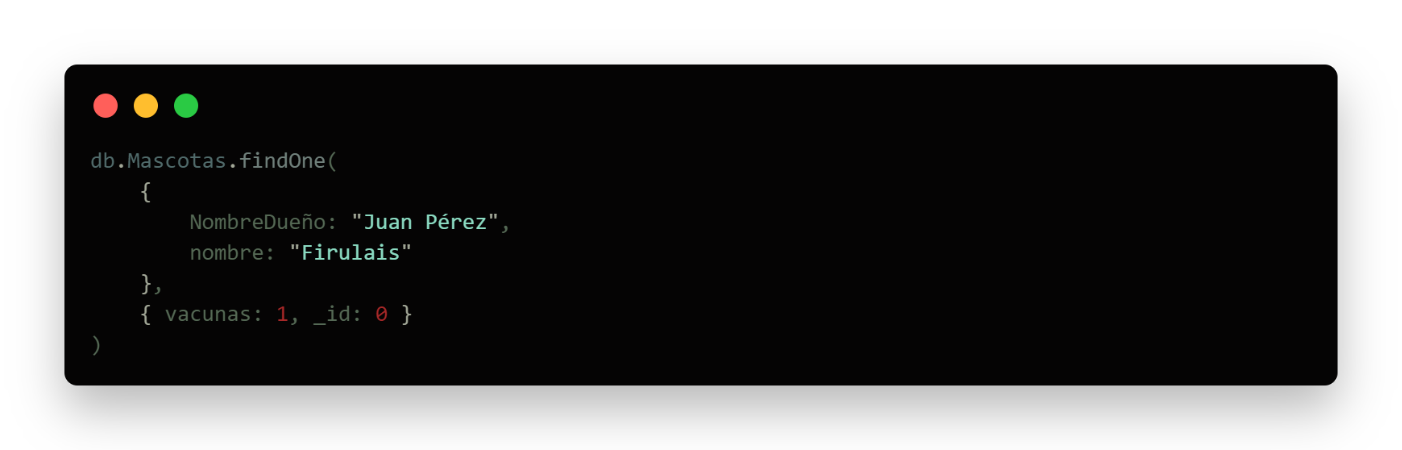 db.Mascotas.findOne(
    {
        NombreDueño: "Juan Pérez",
        nombre: "Firulais"
    },
    { vacunas: 1, _id: 0 }
)